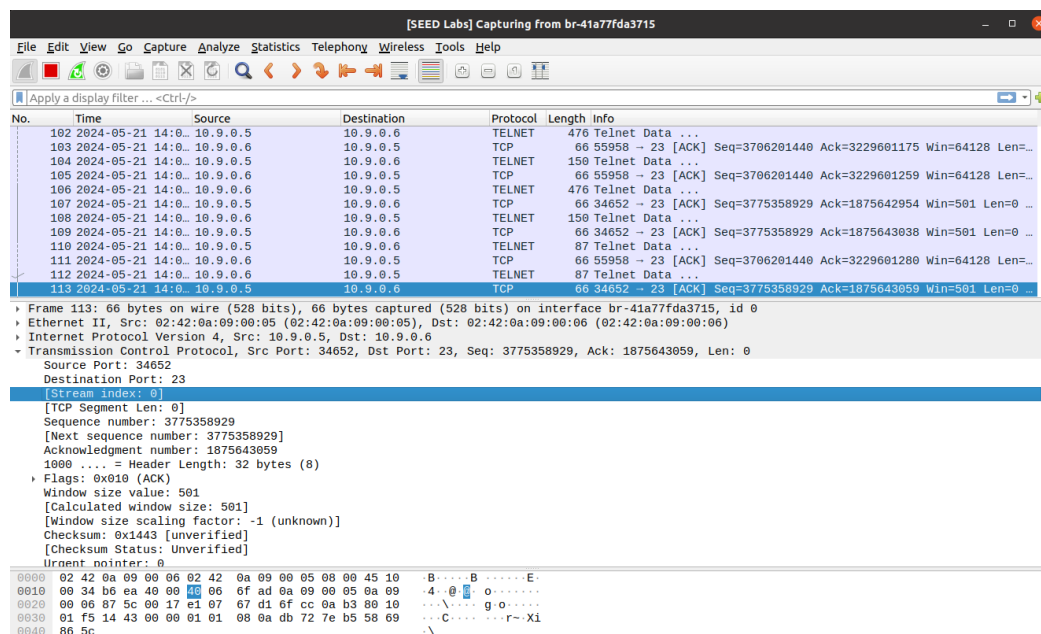 [SEED Labs] Capturing from br-41a77fda3715
File Edit View Go Capture Analyze Statistics Telephony Wireless Tools Help
Apply a display filter ... <Ctrl-/>
No. Time Source Destination Protocol Length Info
102 2024-05-21 14:0… 10.9.0.5 10.9.0.6 TELNET 476 Telnet Data ...
103 2024-05-21 14:0… 10.9.0.6 10.9.0.5 TCP 66 55958 → 23 [ACK] Seq=3706201440 Ack=3229601175 Win=64128 Len=…
104 2024-05-21 14:0… 10.9.0.5 10.9.0.6 TELNET 150 Telnet Data ...
105 2024-05-21 14:0… 10.9.0.6 10.9.0.5 TCP 66 55958 → 23 [ACK] Seq=3706201440 Ack=3229601259 Win=64128 Len=…
106 2024-05-21 14:0… 10.9.0.6 10.9.0.5 TELNET 476 Telnet Data ...
107 2024-05-21 14:0… 10.9.0.5 10.9.0.6 TCP 66 34652 → 23 [ACK] Seq=3775358929 Ack=1875642954 Win=501 Len=0 …
108 2024-05-21 14:0… 10.9.0.6 10.9.0.5 TELNET 150 Telnet Data ...
109 2024-05-21 14:0… 10.9.0.5 10.9.0.6 TCP 66 34652 → 23 [ACK] Seq=3775358929 Ack=1875643038 Win=501 Len=0 …
110 2024-05-21 14:0… 10.9.0.5 10.9.0.6 TELNET 87 Telnet Data ...
111 2024-05-21 14:0… 10.9.0.6 10.9.0.5 TCP 66 55958 → 23 [ACK] Seq=3706201440 Ack=3229601280 Win=64128 Len=…
112 2024-05-21 14:0… 10.9.0.6 10.9.0.5 TELNET 87 Telnet Data ...
113 2024-05-21 14:0… 10.9.0.5 10.9.0.6 TCP 66 34652 → 23 [ACK] Seq=3775358929 Ack=1875643059 Win=501 Len=0 …
Frame 113: 66 bytes on wire (528 bits), 66 bytes captured (528 bits) on interface br-41a77fda3715, id 0
Ethernet II, Src: 02:42:0a:09:00:05 (02:42:0a:09:00:05), Dst: 02:42:0a:09:00:06 (02:42:0a:09:00:06)
Internet Protocol Version 4, Src: 10.9.0.5, Dst: 10.9.0.6
Transmission Control Protocol, Src Port: 34652, Dst Port: 23, Seq: 3775358929, Ack: 1875643059, Len: 0
Source Port: 34652
Destination Port: 23
[Stream index: 0]
[TCP Segment Len: 0]
Sequence number: 3775358929
[Next sequence number: 3775358929]
Acknowledgment number: 1875643059
1000 .... = Header Length: 32 bytes (8)
Flags: 0x010 (ACK)
Window size value: 501
[Calculated window size: 501]
[Window size scaling factor: -1 (unknown)]
Checksum: 0x1443 [unverified]
[Checksum Status: Unverified]
Urgent pointer: 0
0000 02 42 0a 09 00 06 02 42 0a 09 00 05 08 00 45 10 ·B·····B ······E·
0010 00 34 b6 ea 40 00 40 06 6f ad 0a 09 00 05 0a 09 ·4··@·@· o·······
0020 00 06 87 5c 00 17 e1 07 67 d1 6f cc 0a b3 80 10 ···\···· g·o·····
0030 01 f5 14 43 00 00 01 01 08 0a db 72 7e b5 58 69 ···C···· ···r~·Xi
0040 86 5c ·\